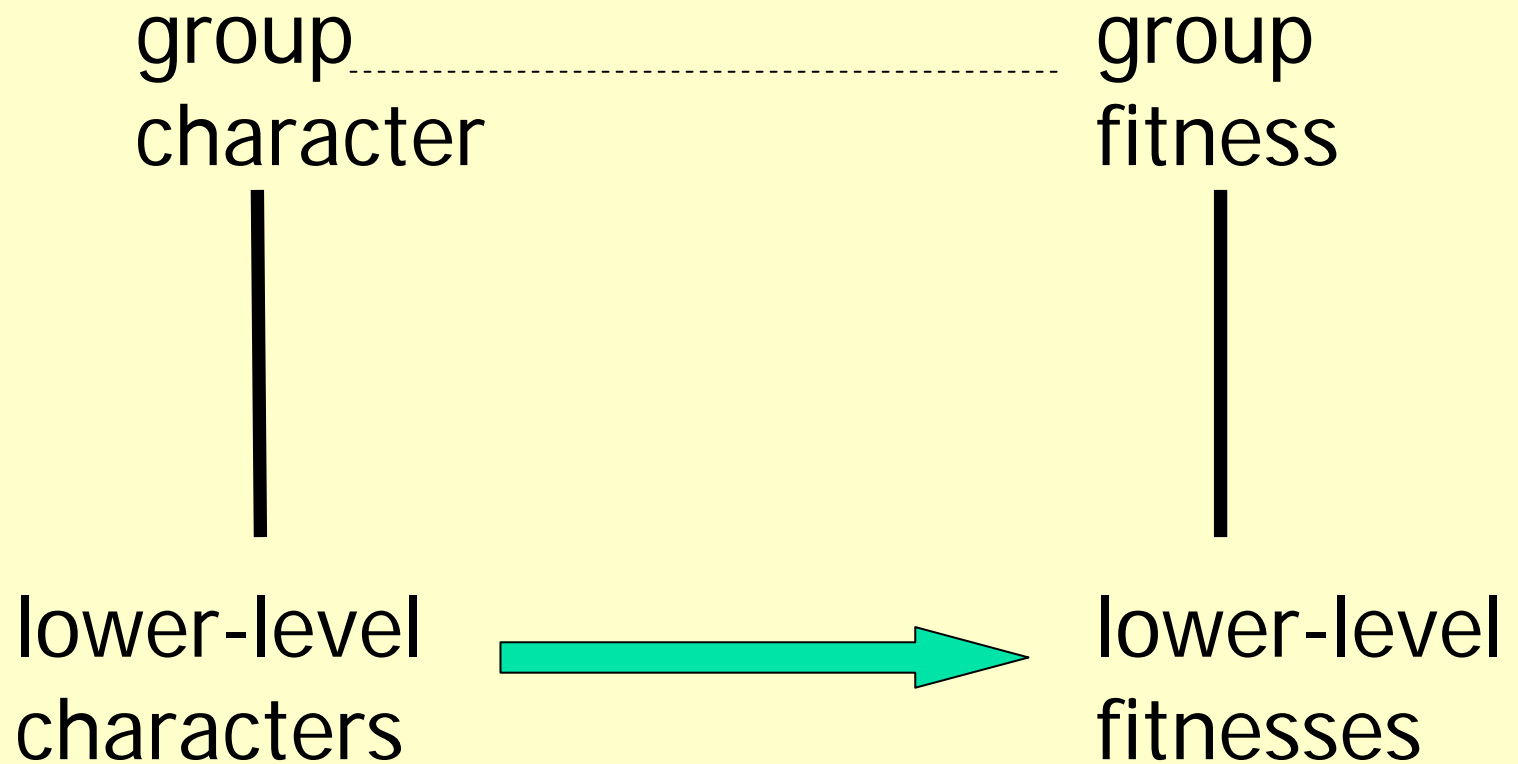 group
character
group
fitness
lower-level
characters
lower-level
fitnesses